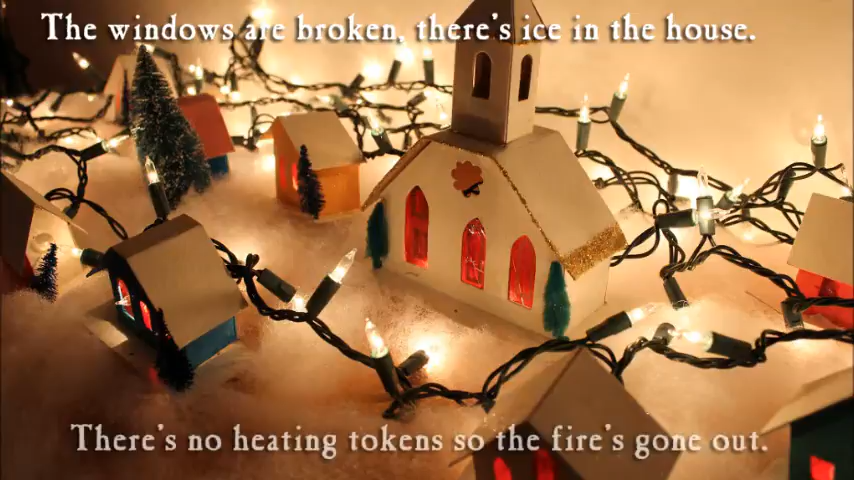 The windows are broken, there's ice in the house.
There's no heating tokens so the fire's gone out.